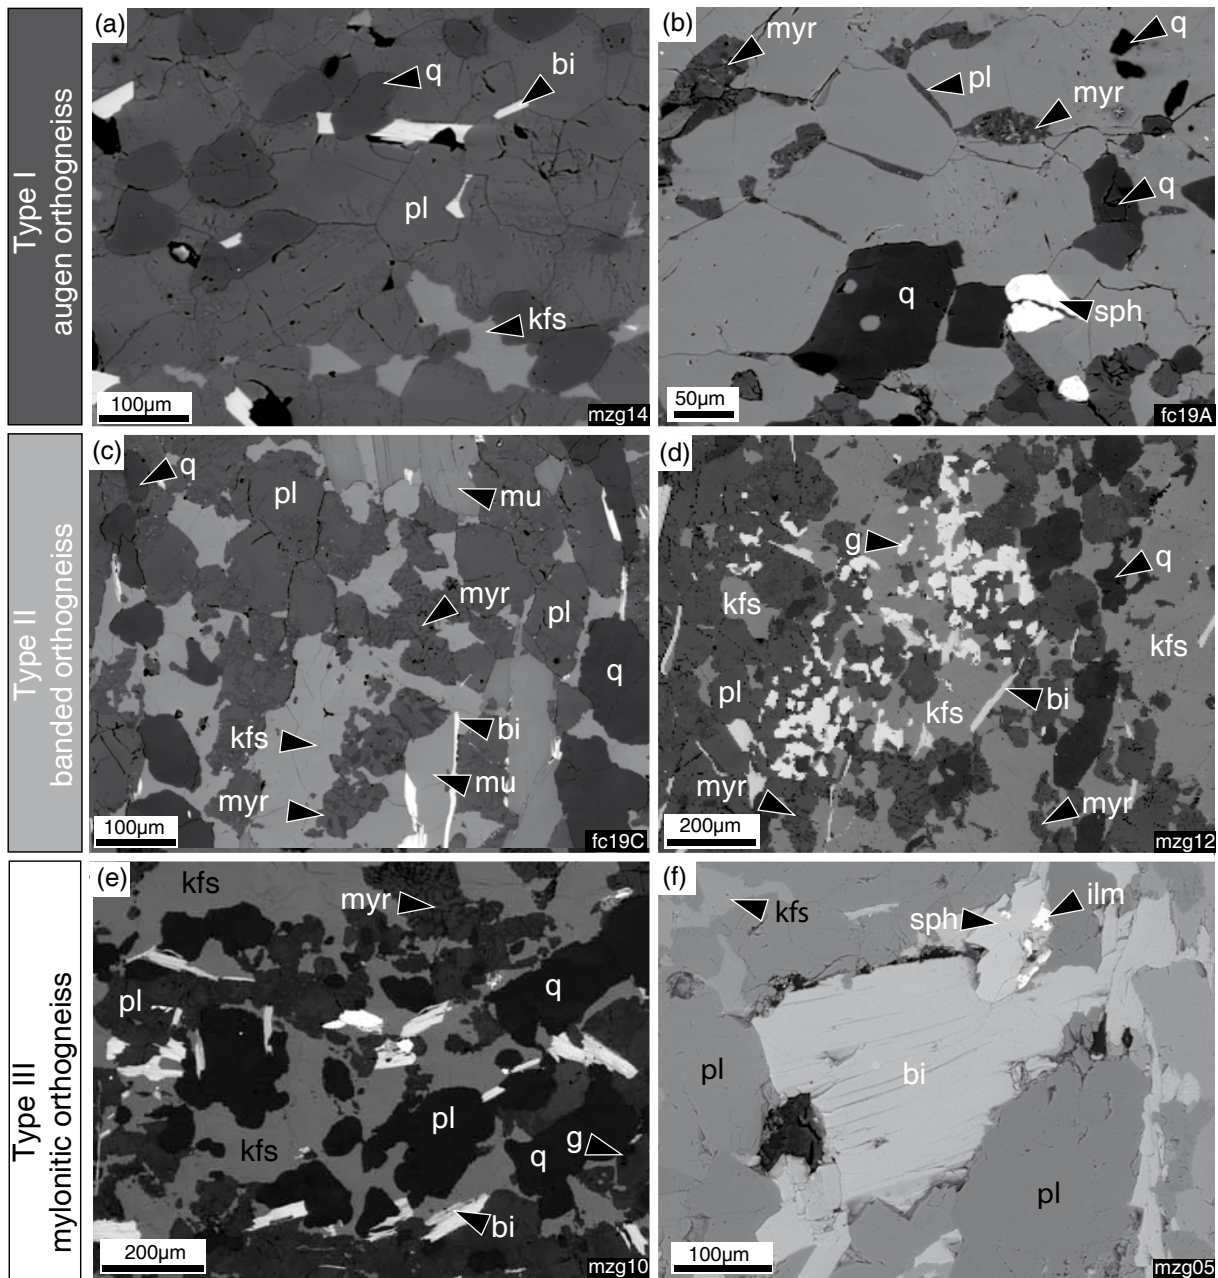 Type I
augen orthogneiss
(a)
q
bi
pl
kfs
100µm
mzg14
(b)
myr
q
pl
myr
q
q
sph
50µm
fc19A
Type II
banded orthogneiss
(c)
q
pl
mu
myr
pl
q
kfs
bi
mu
myr
100µm
fc19C
(d)
g
q
kfs
kfs
pl
kfs
bi
myr
myr
200µm
mzg12
Type III
mylonitic orthogneiss
(e)
kfs
myr
q
pl
pl
kfs
q
g
bi
200µm
mzg10
(f)
kfs
sph
ilm
pl
bi
pl
100µm
mzg05